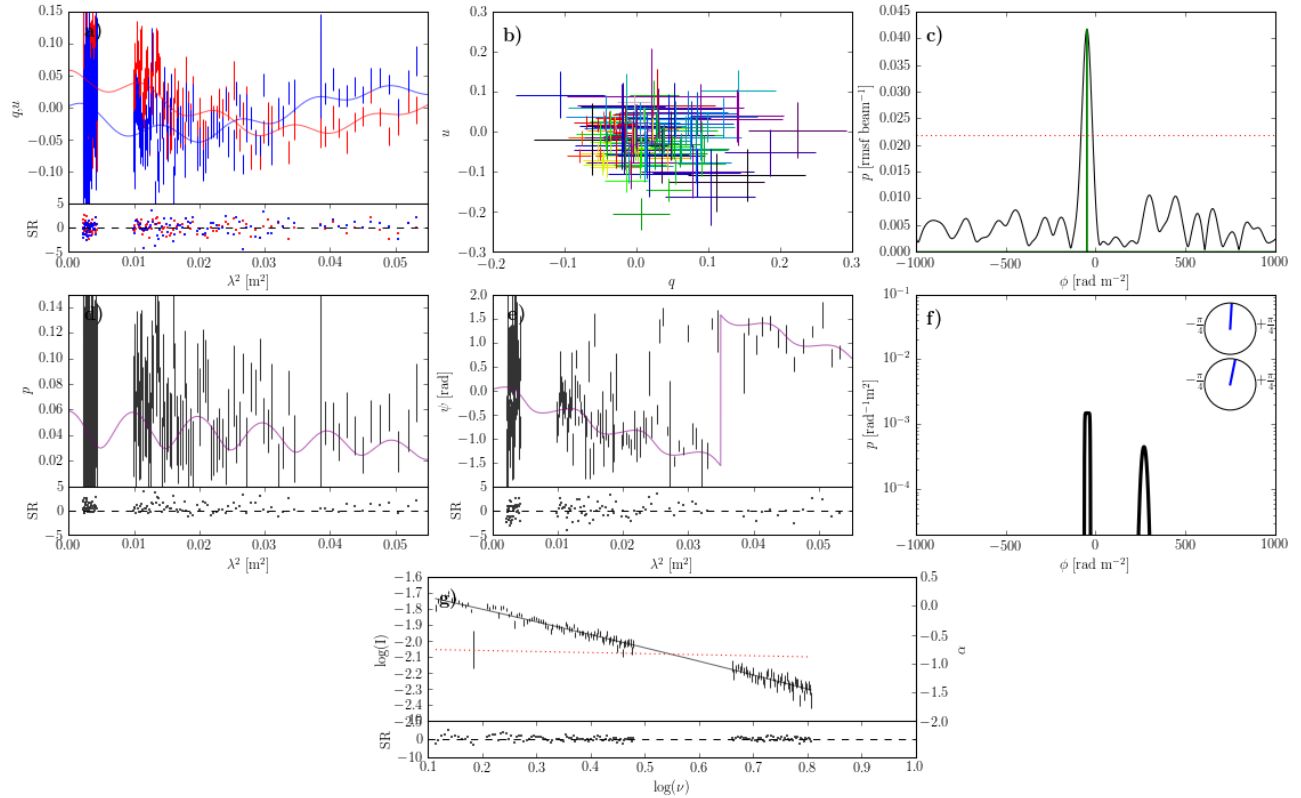 a)
0.15
0.10
0.05
0.00
−0.05
−0.10
q,u
5
0
−5
SR
0.00 0.01 0.02 0.03 0.04 0.05
λ² [m²]
b)
0.3
0.2
0.1
0.0
−0.1
−0.2
−0.3
u
−0.2 −0.1 0.0 0.1 0.2 0.3
q
c)
0.045
0.040
0.035
0.030
0.025
0.020
0.015
0.010
0.005
0.000
p [rmsf beam⁻¹]
−1000 −500 0 500 1000
ϕ [rad m⁻²]
d)
0.14
0.12
0.10
0.08
0.06
0.04
0.02
p
5
0
−5
SR
0.00 0.01 0.02 0.03 0.04 0.05
λ² [m²]
e)
2.0
1.5
1.0
0.5
0.0
−0.5
−1.0
−1.5
ψ [rad]
5
0
−5
SR
0.00 0.01 0.02 0.03 0.04 0.05
λ² [m²]
f)
10⁻¹
10⁻²
10⁻³
10⁻⁴
p [rad⁻¹m²]
−π/4 +π/4
−π/4 +π/4
−1000 −500 0 500 1000
ϕ [rad m⁻²]
g)
−1.6
−1.7
−1.8
−1.9
−2.0
−2.1
−2.2
−2.3
−2.4
log(I)
0.5
0.0
−0.5
−1.0
−1.5
−2.0
α
0
−10
SR
0.1 0.2 0.3 0.4 0.5 0.6 0.7 0.8 0.9 1.0
log(ν)